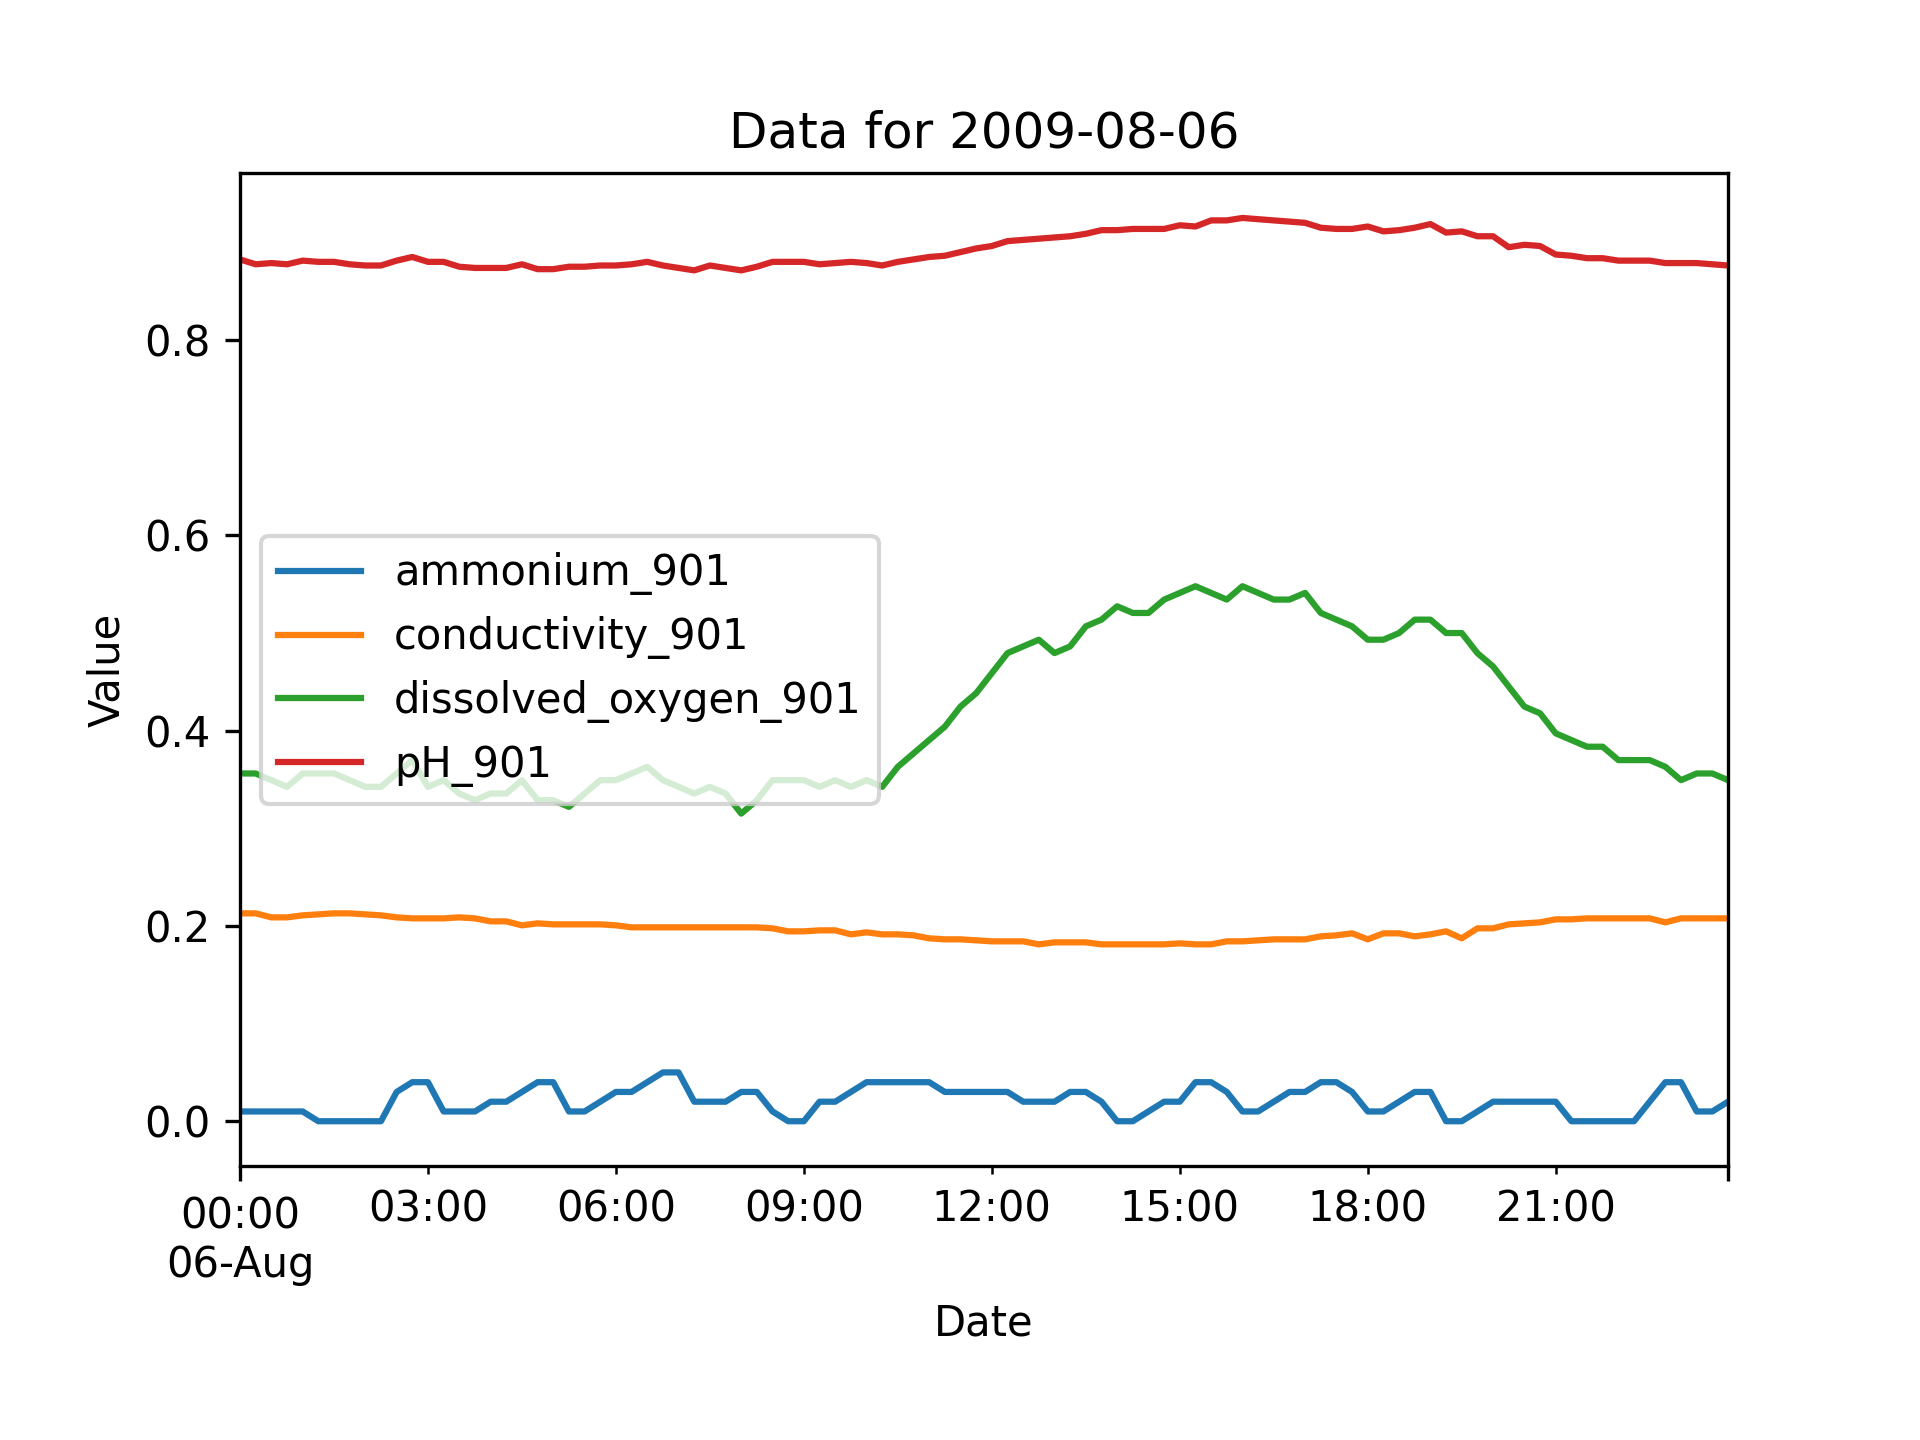 Data for 2009-08-06
Value
0.8
0.6
0.4
0.2
0.0
ammonium_901
conductivity_901
dissolved_oxygen_901
pH_901
00:00 03:00 06:00 09:00 12:00 15:00 18:00 21:00
06-Aug
Date